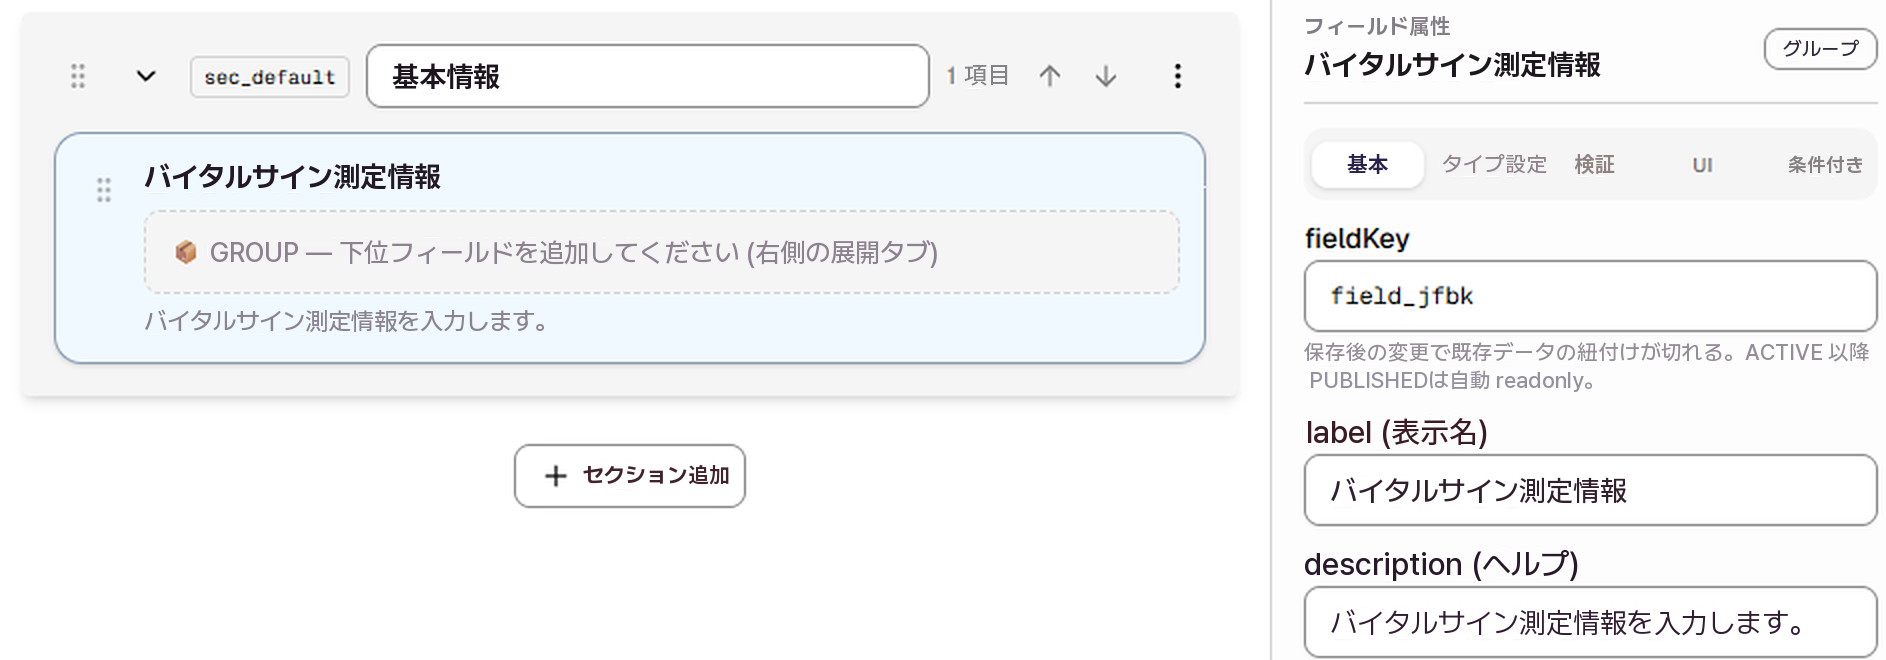 sec_default
基本情報
1 項目
バイタルサイン測定情報
📦 GROUP — 下位フィールドを追加してください (右側の展開タブ)
バイタルサイン測定情報を入力します。
セクション追加
フィールド属性
バイタルサイン測定情報
グループ
基本 タイプ設定 検証 UI 条件付き
fieldKey
field_jfbk
保存後の変更で既存データの紐付けが切れる。ACTIVE 以降
PUBLISHEDは自動 readonly。
label (表示名)
バイタルサイン測定情報
description (ヘルプ)
バイタルサイン測定情報を入力します。